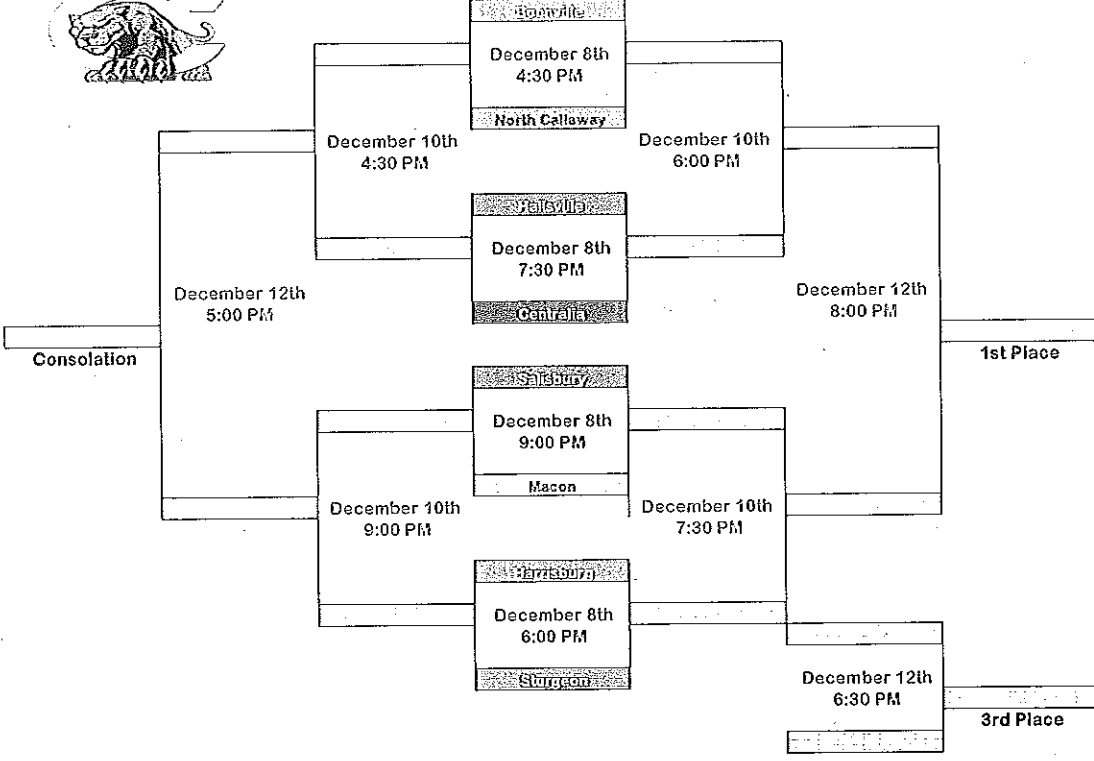 Boonville
December 8th
4:30 PM
North Callaway
December 10th
4:30 PM
December 10th
6:00 PM
Hallsville
December 8th
7:30 PM
Centralia
December 12th
5:00 PM
December 12th
8:00 PM
Consolation
1st Place
Salisbury
December 8th
9:00 PM
Macon
December 10th
9:00 PM
December 10th
7:30 PM
Harrisburg
December 8th
6:00 PM
Sturgeon
December 12th
6:30 PM
3rd Place